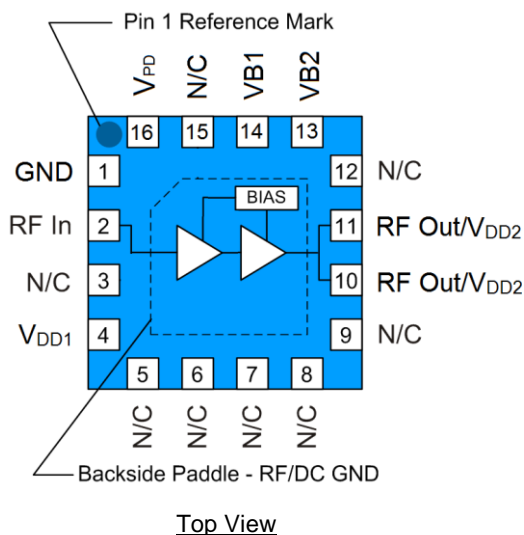 Pin 1 Reference Mark
VPD
N/C
VB1
VB2
16
15
14
13
GND
1
12
N/C
BIAS
RF In
2
11
RF Out/VDD2
N/C
3
10
RF Out/VDD2
VDD1
4
9
N/C
5
6
7
8
N/C
N/C
N/C
N/C
Backside Paddle - RF/DC GND
Top View